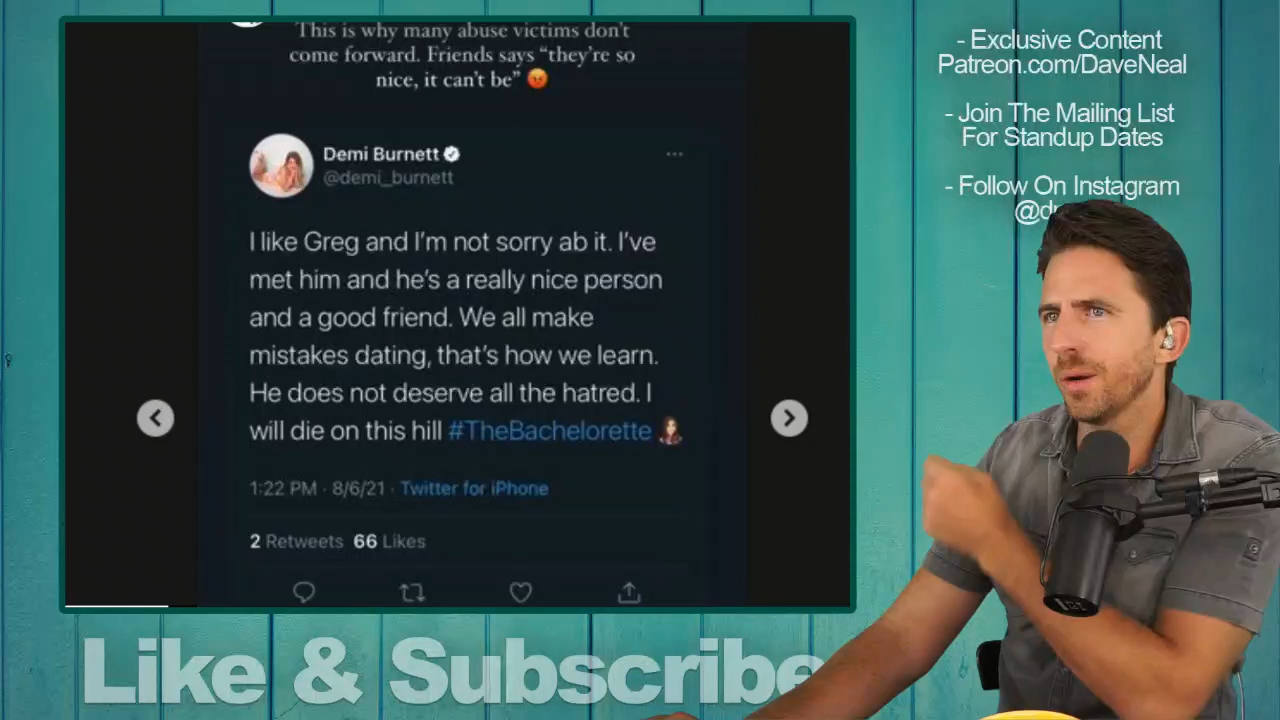 This is why many abuse victims don't
come forward. Friends says “they're so
nice, it can't be” 😡
Demi Burnett
@demi_burnett
I like Greg and I'm not sorry ab it. I've
met him and he's a really nice person
and a good friend. We all make
mistakes dating, that's how we learn.
He does not deserve all the hatred. I
will die on this hill #TheBachelorette
1:22 PM · 8/6/21 · Twitter for iPhone
2 Retweets 66 Likes
- Exclusive Content
Patreon.com/DaveNeal
- Join The Mailing List
For Standup Dates
- Follow On Instagram
Like & Subscribe